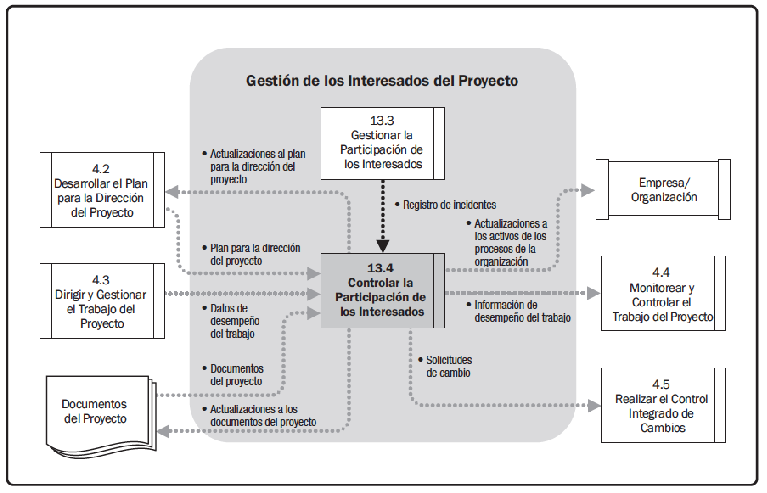 Gestión de los Interesados del Proyecto
13.3
Gestionar la
Participación de
los Interesados
• Actualizaciones al plan
para la dirección del
proyecto
4.2
Desarrollar el Plan
para la Dirección
del Proyecto
Empresa/
Organización
• Registro de incidentes
• Actualizaciones a
los activos de los
procesos de la
organización
• Plan para la dirección
del proyecto
13.4
Controlar la
Participación de
los Interesados
4.3
Dirigir y Gestionar
el Trabajo del
Proyecto
4.4
Monitorear y
Controlar el
Trabajo del Proyecto
• Datos de
desempeño
del trabajo
• Información de
desempeño del trabajo
• Documentos
del proyecto
• Solicitudes
de cambio
Documentos
del Proyecto
• Actualizaciones a los
documentos del proyecto
4.5
Realizar el Control
Integrado de
Cambios